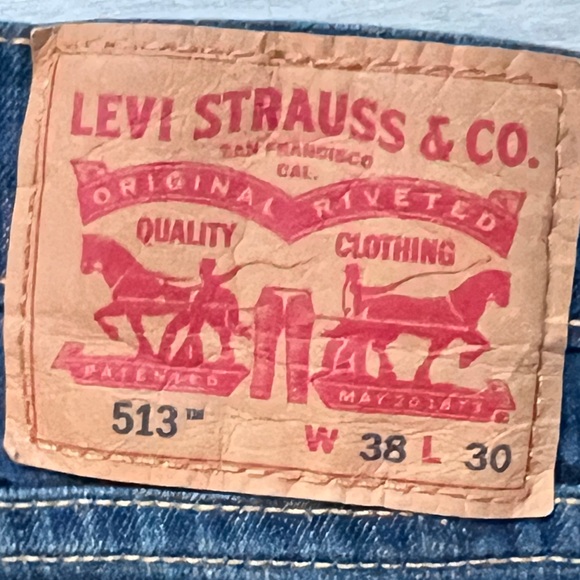 LEVI STRAUSS & CO.
SAN FRANCISCO
CAL.
ORIGINAL RIVETED
QUALITY CLOTHING
PATENTED MAY 20 1873
513™ W 38 L 30